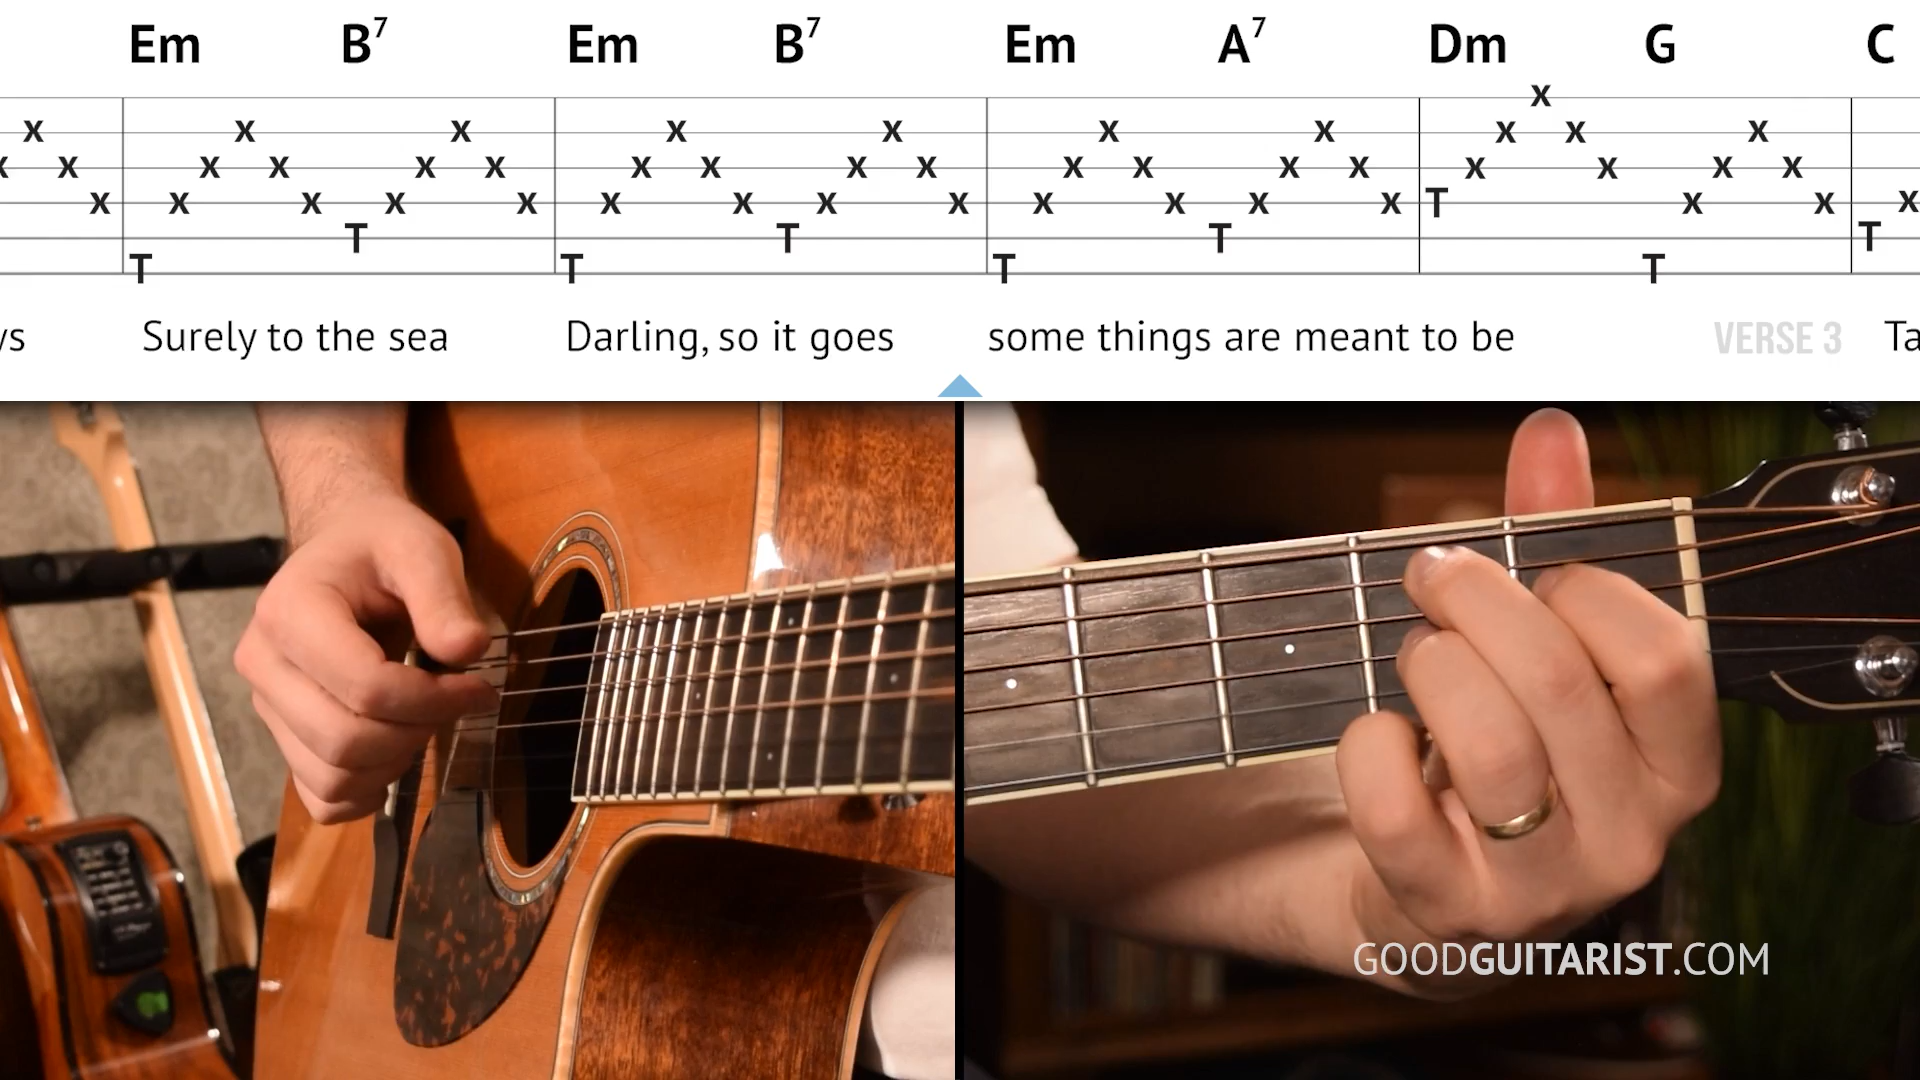 Em B7 Em B7 Em A7 Dm G C
x
x x x x x x x x x
x x x x x x x x x x x x x x x x x x
T x x x x x x x x x x x x x x x x
T T T T
T T T T
ys Surely to the sea Darling, so it goes some things are meant to be VERSE 3 Ta
GOODGUITARIST.COM